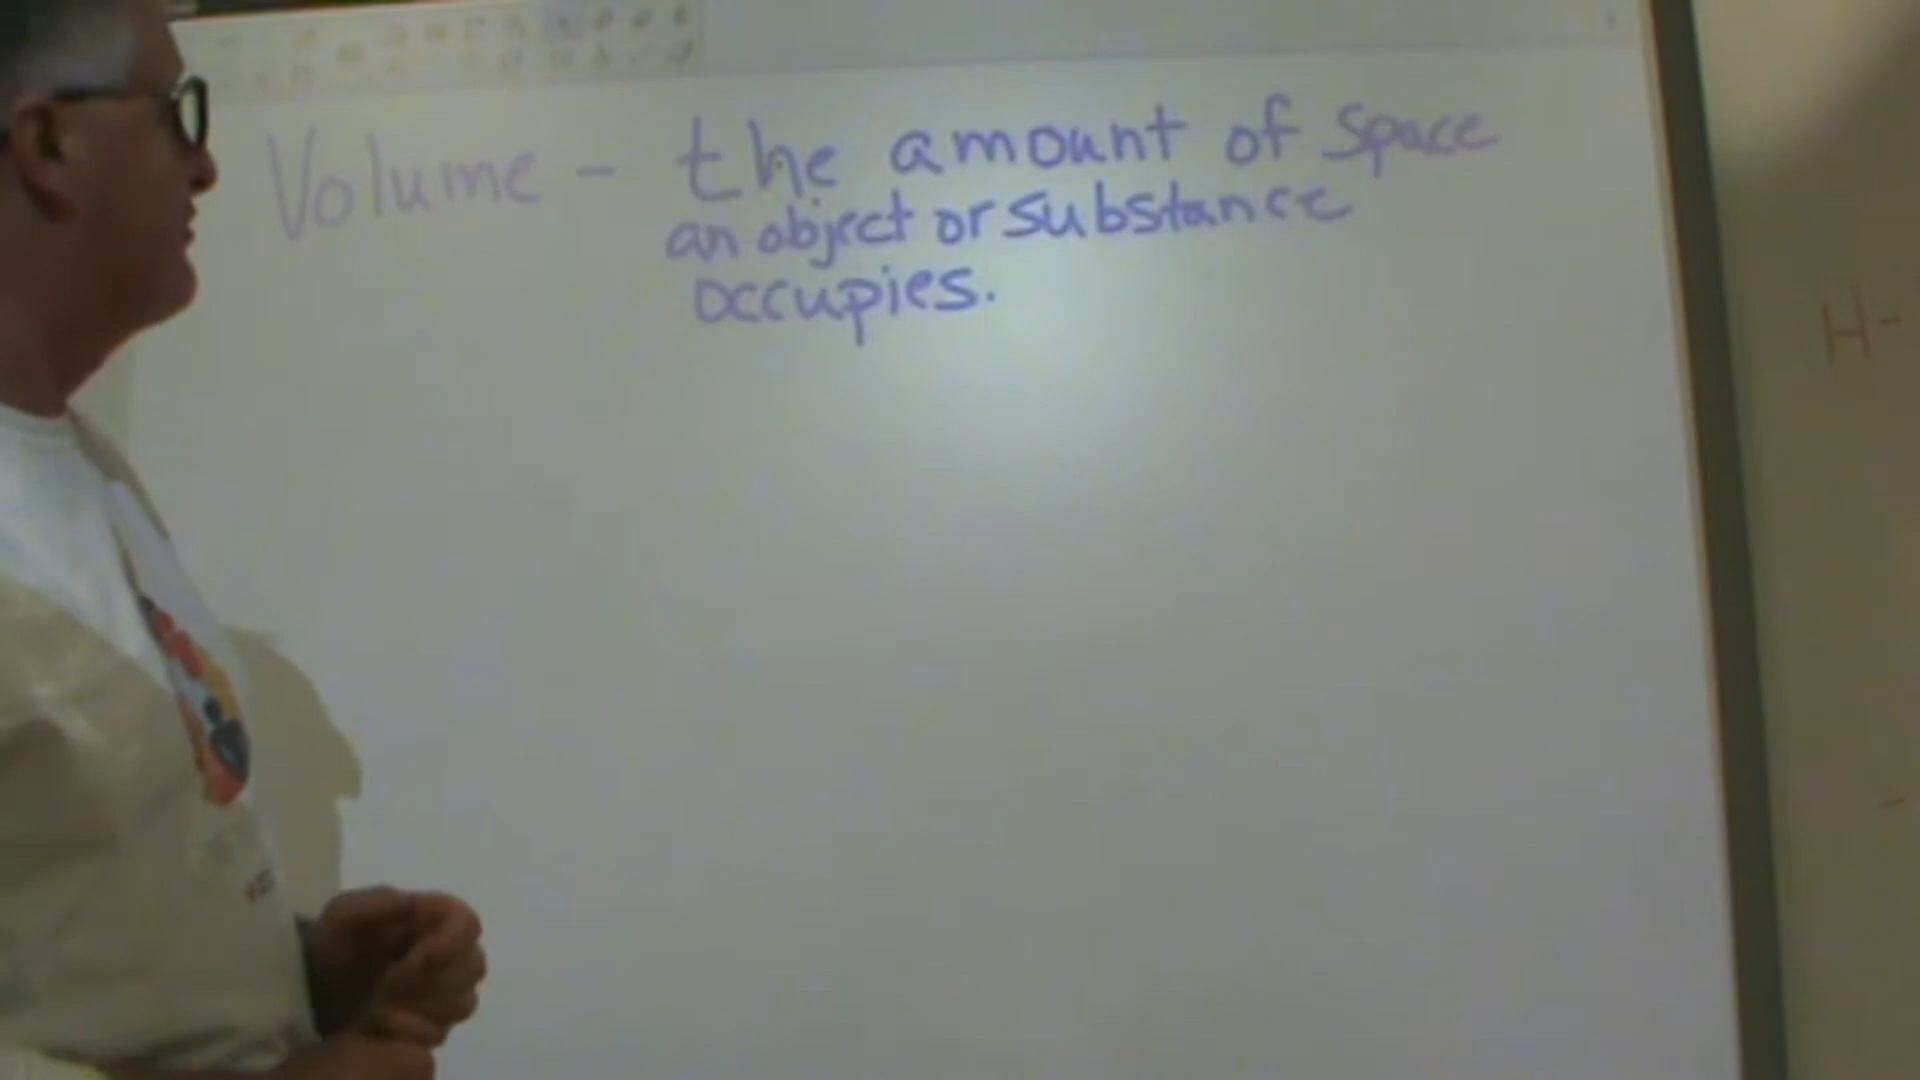 Volume - the amount of space
an object or substance
occupies.
H-